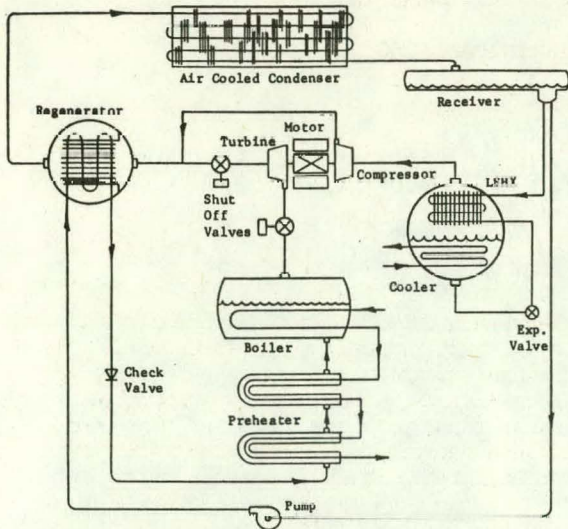 Air Cooled Condenser
Receiver
Regenerator
Turbine
Motor
Compressor
LSHX
Shut
Off
Valves
Cooler
Boiler
Exp.
Valve
Check
Valve
Preheater
Pump